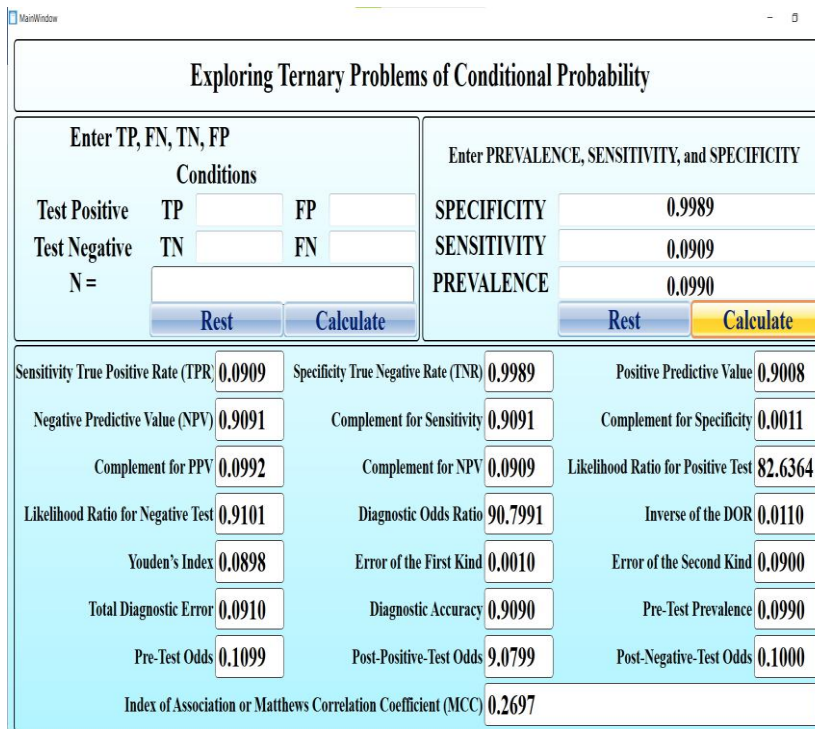 MainWindow
Exploring Ternary Problems of Conditional Probability
Enter TP, FN, TN, FP
Conditions
Test Positive TP FP
Test Negative TN FN
N =
Rest Calculate
Enter PREVALENCE, SENSITIVITY, and SPECIFICITY
SPECIFICITY 0.9989
SENSITIVITY 0.0909
PREVALENCE 0.0990
Rest Calculate
Sensitivity True Positive Rate (TPR) 0.0909 Specificity True Negative Rate (TNR) 0.9989 Positive Predictive Value 0.9008
Negative Predictive Value (NPV) 0.9091 Complement for Sensitivity 0.9091 Complement for Specificity 0.0011
Complement for PPV 0.0992 Complement for NPV 0.0909 Likelihood Ratio for Positive Test 82.6364
Likelihood Ratio for Negative Test 0.9101 Diagnostic Odds Ratio 90.7991 Inverse of the DOR 0.0110
Youden's Index 0.0898 Error of the First Kind 0.0010 Error of the Second Kind 0.0900
Total Diagnostic Error 0.0910 Diagnostic Accuracy 0.9090 Pre-Test Prevalence 0.0990
Pre-Test Odds 0.1099 Post-Positive-Test Odds 9.0799 Post-Negative-Test Odds 0.1000
Index of Association or Matthews Correlation Coefficient (MCC) 0.2697